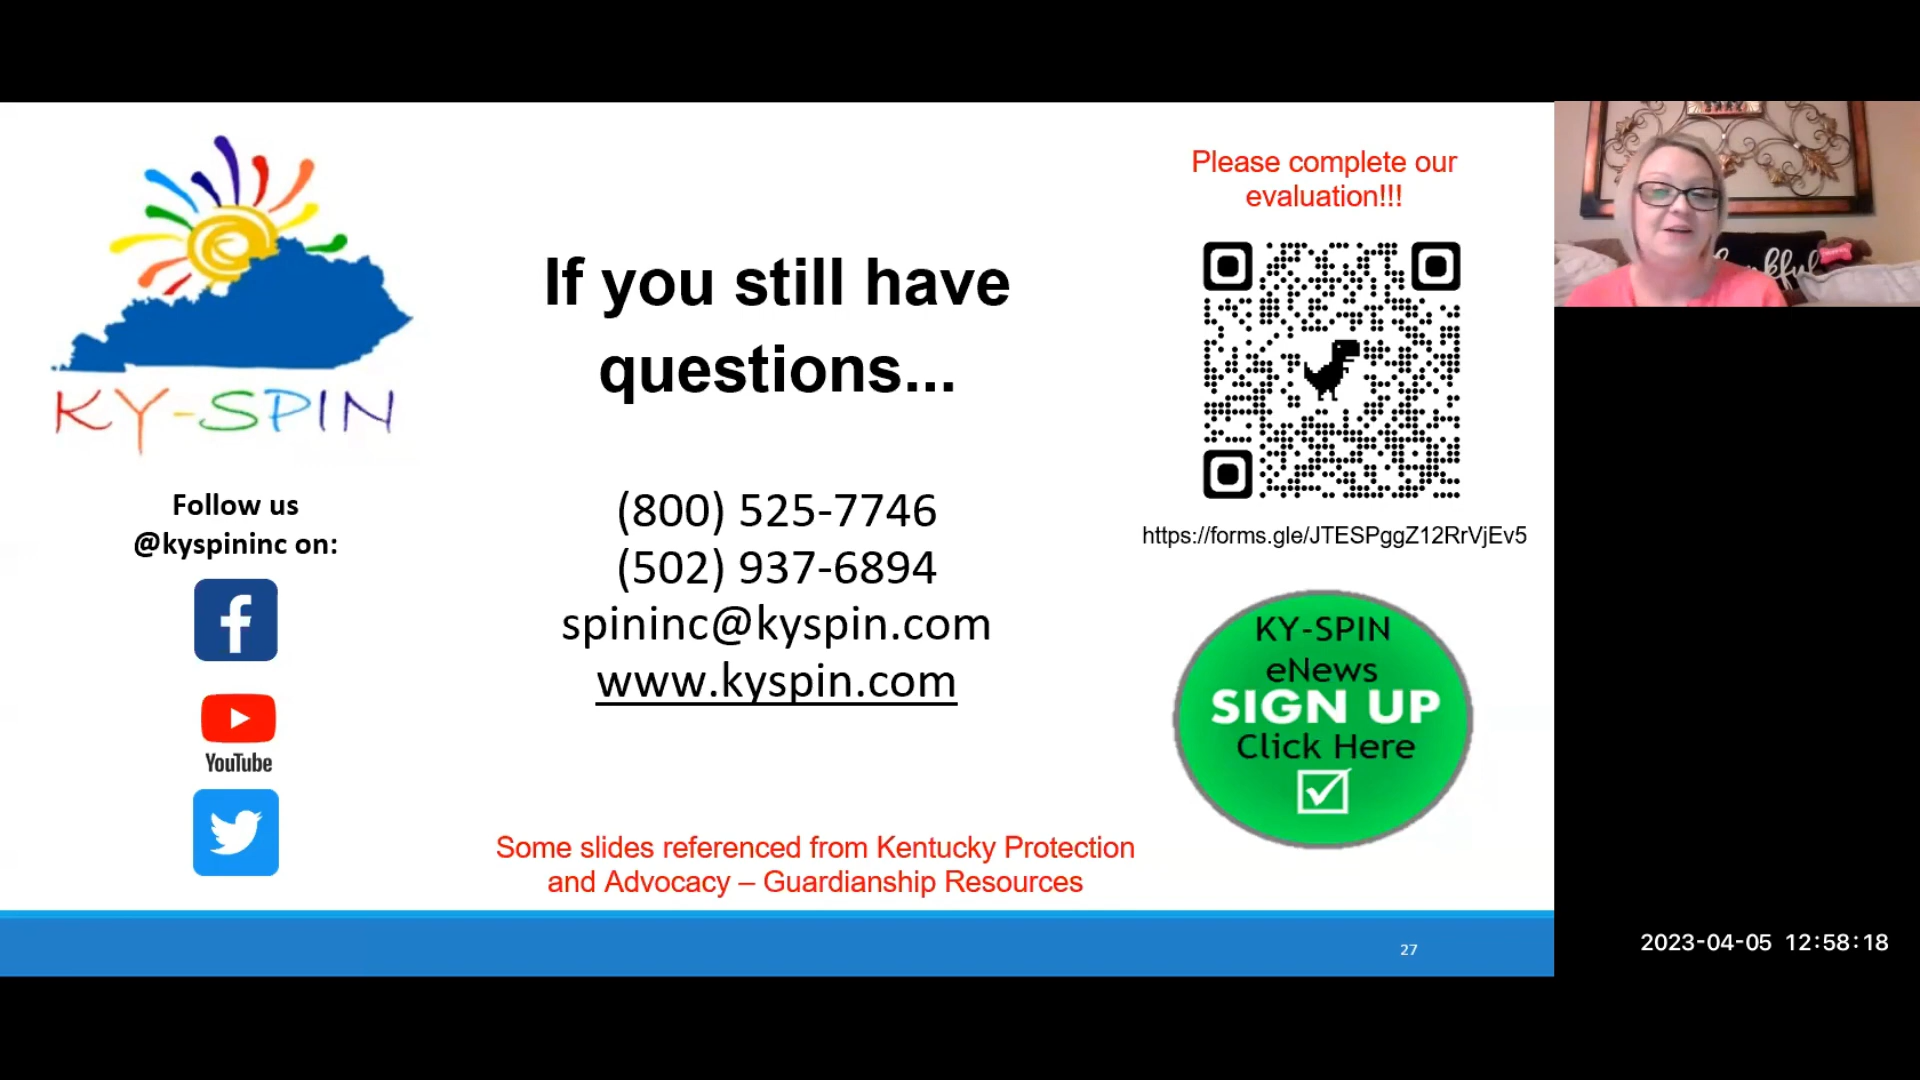 KY-SPIN
Follow us
@kyspininc on:
f
YouTube
If you still have
questions...
(800) 525-7746
(502) 937-6894
spininc@kyspin.com
www.kyspin.com
Some slides referenced from Kentucky Protection
and Advocacy – Guardianship Resources
Please complete our
evaluation!!!
https://forms.gle/JTESPggZ12RrVjEv5
KY-SPIN
eNews
SIGN UP
Click Here
27
2023-04-05 12:58:18